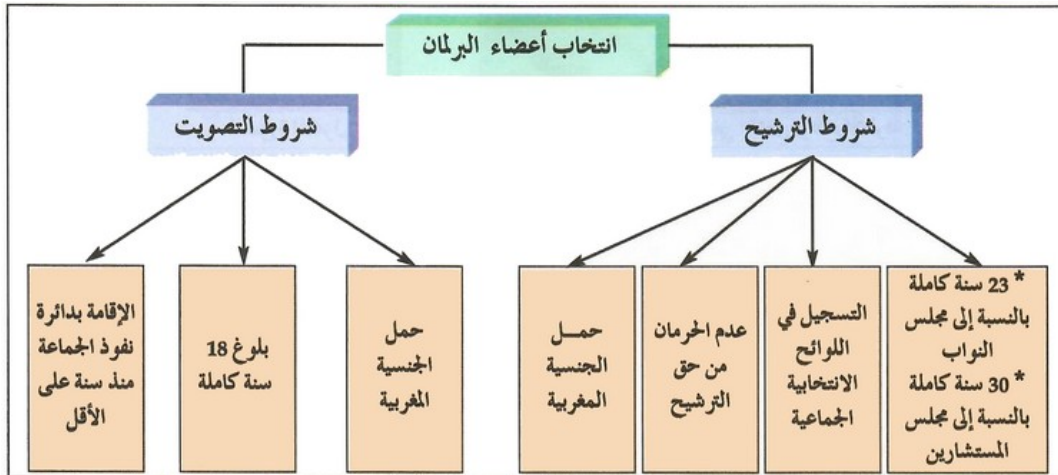 انتخاب أعضاء البرلمان
شروط الترشيح
شروط التصويت
* 23 سنة كاملة
بالنسبة إلى مجلس
النواب
* 30 سنة كاملة
بالنسبة إلى مجلس
المستشارين
التسجيل في
اللوائح
الانتخابية
الجماعية
عدم الحرمان
من حق
الترشيح
حمـــل
الجنسية
المغربية
حمل
الجنسية
المغربية
بلوغ 18
سنة كاملة
الإقامة بدائرة
نفوذ الجماعة
منذ سنة على
الأقل